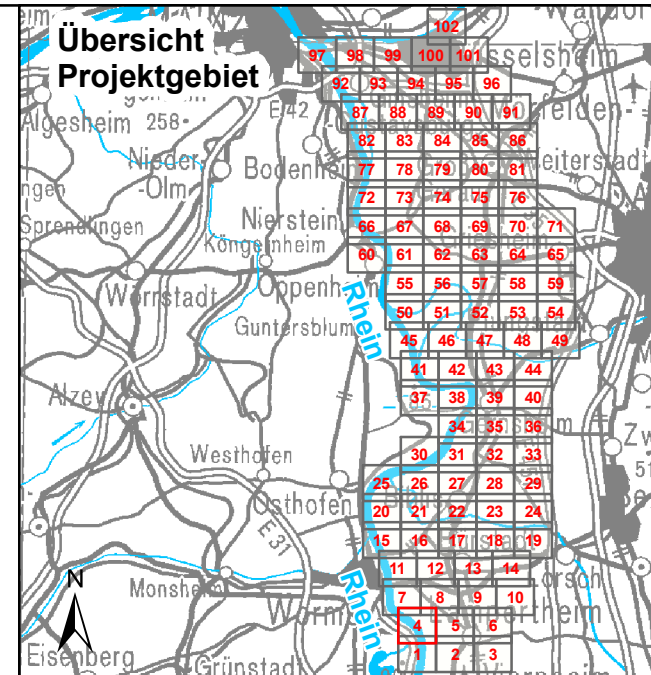 Übersicht
Projektgebiet
102
97 98 99 100 101
sselsheim
92 93 94 95 96
E 42
87 88 89 90 91
Algesheim 258
82 83 84 85 86
Nieder-
-Olm
Bodenheim
77 78 79 80 81
Weiterstadt
72 73 74 75 76
Sprendlingen
Nierstein
66 67 68 69 70 71
Köngernheim
60 61 62 63 64 65
Wörrstadt
Oppenheim
55 56 57 58 59
Rhein
50 51 52 53 54
Guntersblum
45 46 47 48 49
41 42 43 44
Alzey
37 38 39 40
34 35 36
Westhofen
30 31 32 33
25 26 27 28 29
Osthofen
20 21 22 23 24
E 31
15 16 17 18 19
11 12 13 14
Lorsch
N
Monsheim
Rhein
7 8 9 10
Worms
4 5 6
Eisenberg
Grünstadt
1 2 3